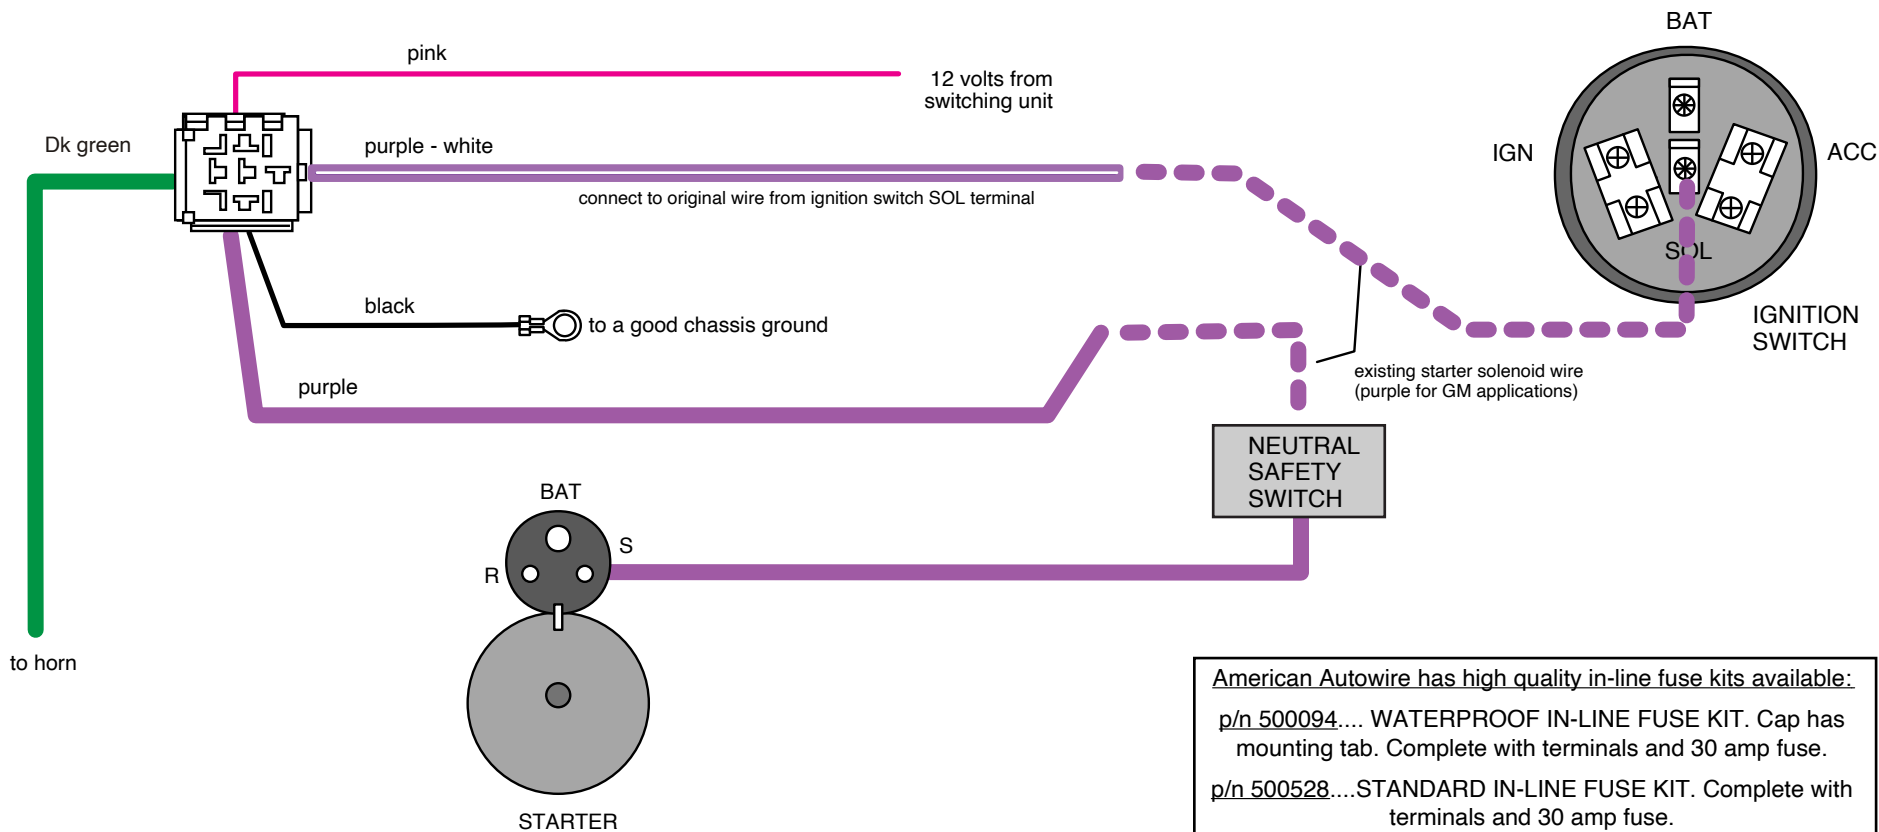 BAT
pink
12 volts from
switching unit
Dk green
purple - white
IGN
ACC
connect to original wire from ignition switch SOL terminal
SOL
black
to a good chassis ground
IGNITION
SWITCH
existing starter solenoid wire
(purple for GM applications)
purple
NEUTRAL
SAFETY
SWITCH
BAT
S
R
to horn
STARTER
American Autowire has high quality in-line fuse kits available:
p/n 500094.... WATERPROOF IN-LINE FUSE KIT. Cap has
mounting tab. Complete with terminals and 30 amp fuse.
p/n 500528....STANDARD IN-LINE FUSE KIT. Complete with
terminals and 30 amp fuse.